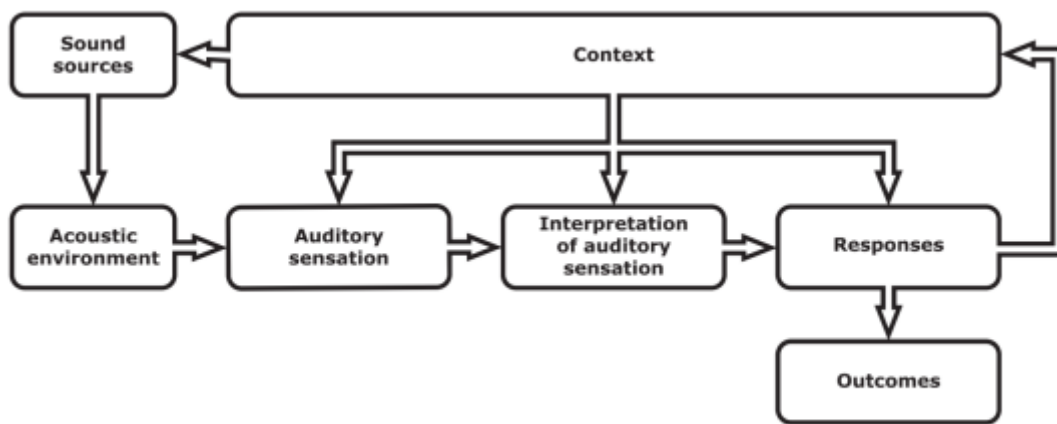 Sound
sources
Context
Acoustic
environment
Auditory
sensation
Interpretation
of auditory
sensation
Responses
Outcomes